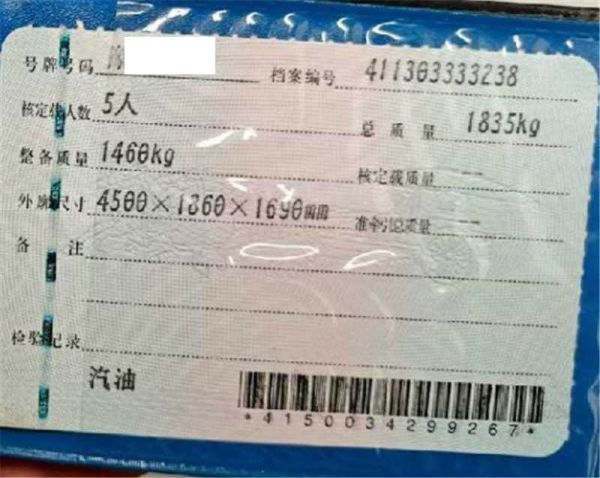 号牌号码 豫 档案编号 411303333238
核定载人数 5人 总质量 1835kg
整备质量 1460kg 核定载质量 --
外廓尺寸 4500×1860×1690mm 准牵引总质量 --
备注
检验记录
汽油
*4150034299267*